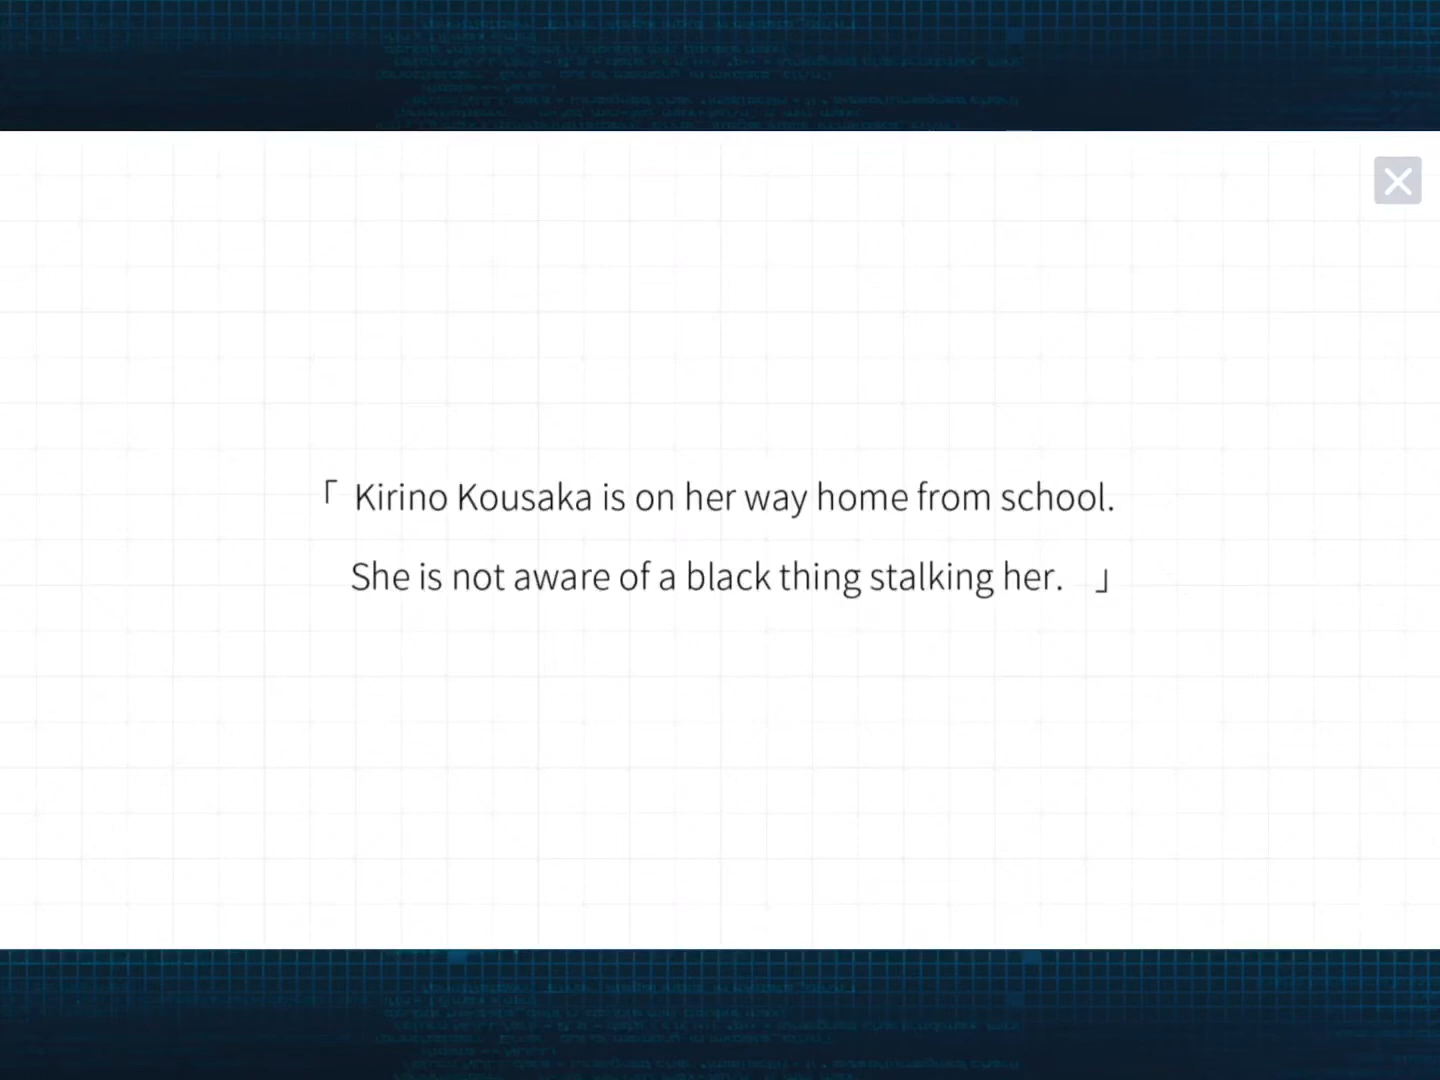 「 Kirino Kousaka is on her way home from school.
She is not aware of a black thing stalking her. 」